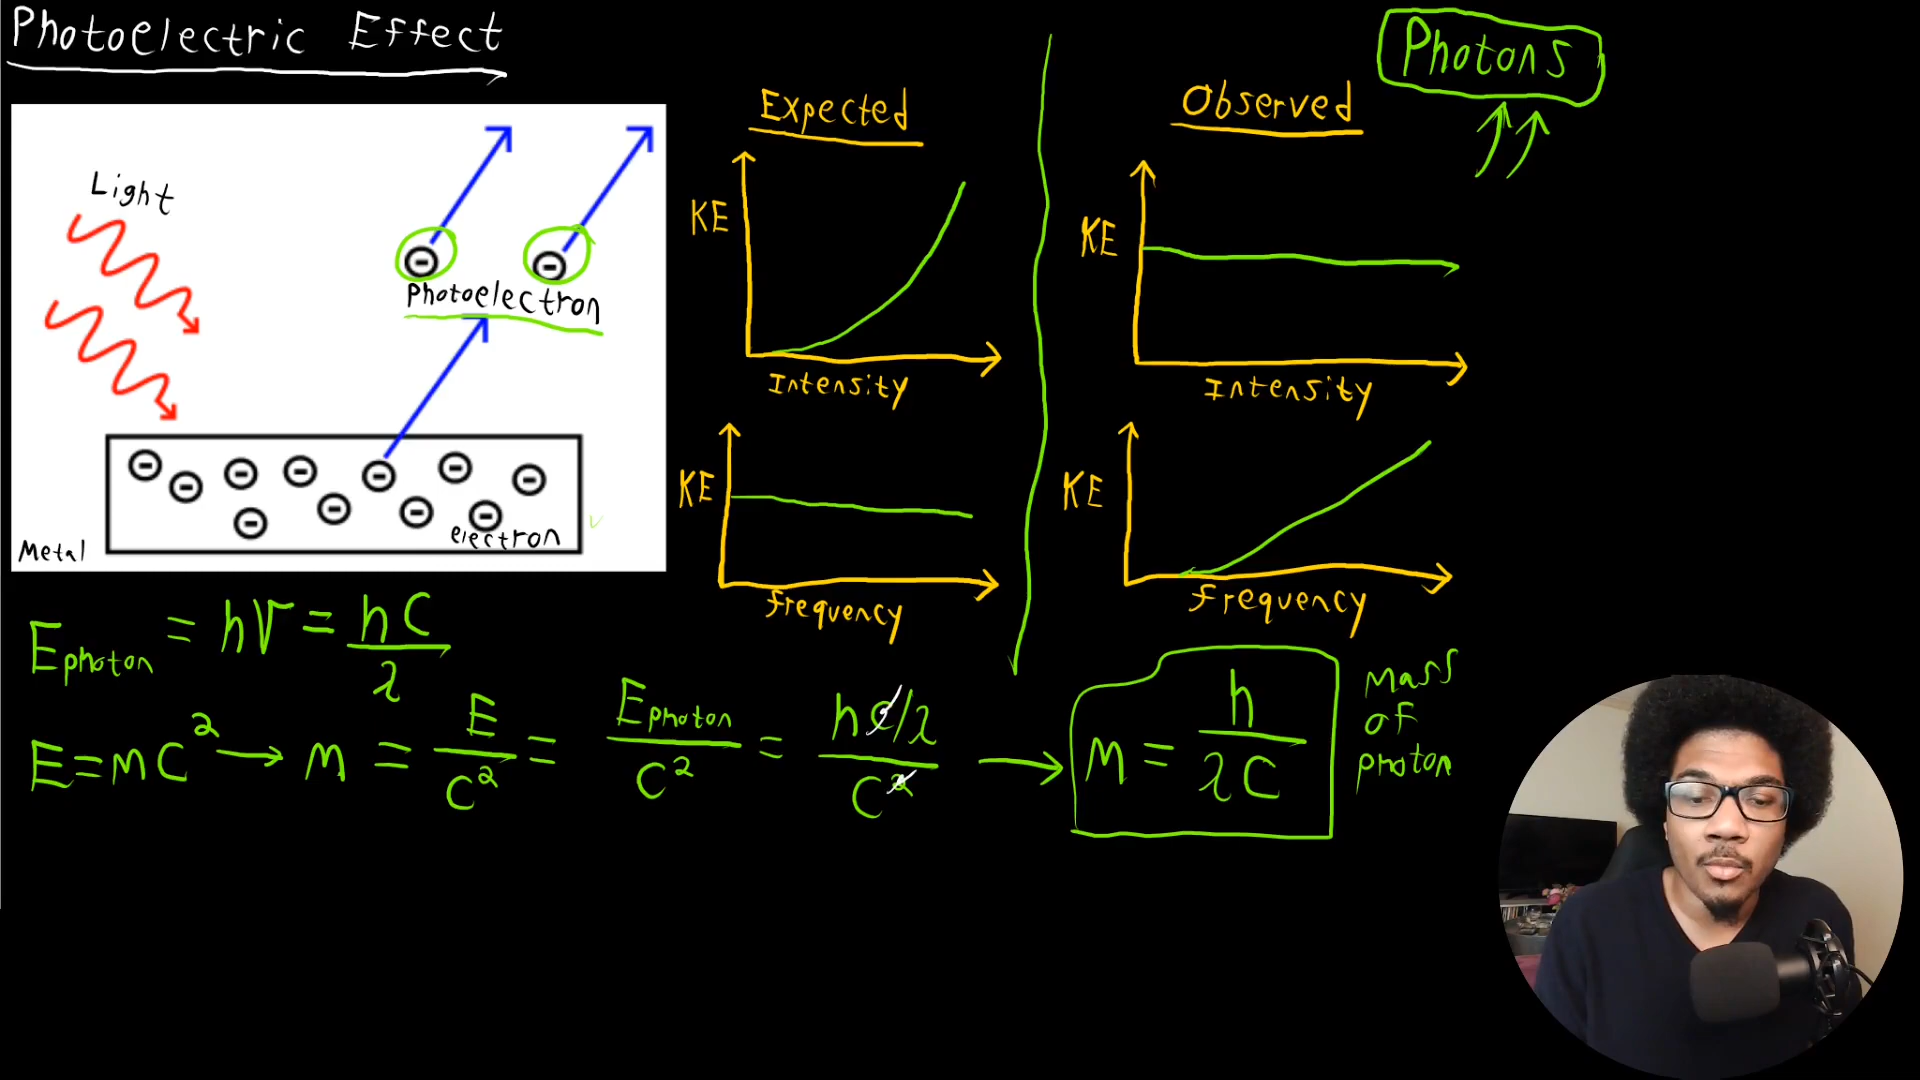 Photoelectric Effect
Light
Photoelectron
electron
Metal
Expected
KE
Intensity
KE
frequency
Observed
KE
Intensity
KE
frequency
Photons
Ephoton = hν = hc/λ
E=mc² → m = E/c² = Ephoton/c² = hc/λ/c² → m = h/λc
mass
of
photon